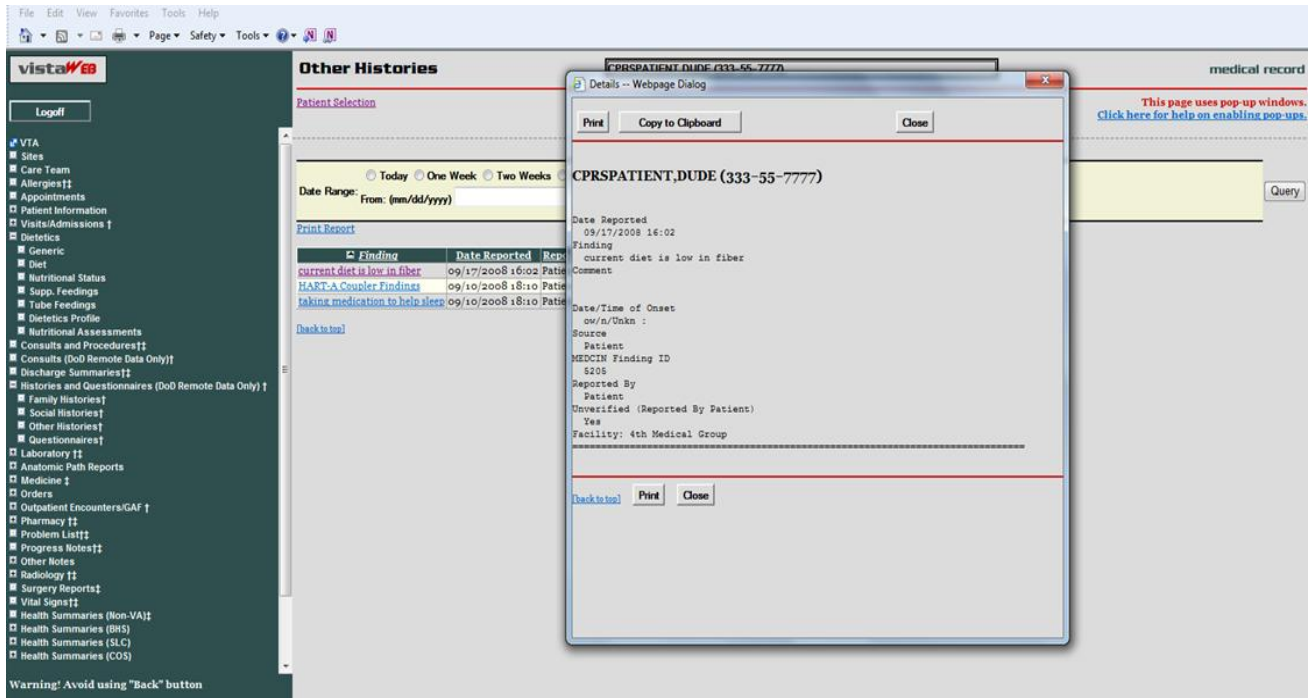 File Edit View Favorites Tools Help
Page Safety Tools
vistaWEB
Logoff
VTA
Sites
Care Team
Allergies†‡
Appointments
Patient Information
Visits/Admissions †
Dietetics
Generic
Diet
Nutritional Status
Supp. Feedings
Tube Feedings
Dietetics Profile
Nutritional Assessments
Consults and Procedures†‡
Consults (DoD Remote Data Only)†
Discharge Summaries†‡
Histories and Questionnaires (DoD Remote Data Only) †
Family Histories†
Social Histories†
Other Histories†
Questionnaires†
Laboratory †‡
Anatomic Path Reports
Medicine ‡
Orders
Outpatient Encounters/GAF †
Pharmacy †‡
Problem List†‡
Progress Notes†‡
Other Notes
Radiology †‡
Surgery Reports‡
Vital Signs†‡
Health Summaries (Non-VA)‡
Health Summaries (BHS)
Health Summaries (SLC)
Health Summaries (COS)
Warning! Avoid using "Back" button
Other Histories
CPRSPATIENT,DUDE (333-55-7777)
medical record
Patient Selection
This page uses pop-up windows.
Click here for help on enabling pop-ups.
Today One Week Two Weeks
Date Range: From: (mm/dd/yyyy)
Query
Print Report
Finding Date Reported
current diet is low in fiber 09/17/2008 16:02
HART-A Coupler Findings 09/10/2008 18:10
taking medication to help sleep 09/10/2008 18:10
[back to top]
Details -- Webpage Dialog
Print Copy to Clipboard Close
CPRSPATIENT,DUDE (333-55-7777)
Date Reported
09/17/2008 16:02
Finding
current diet is low in fiber
Comment
Date/Time of Onset
ow/n/Unkn :
Source
Patient
MEDCIN Finding ID
5205
Reported By
Patient
Unverified (Reported By Patient)
Yes
Facility: 4th Medical Group
[back to top] Print Close